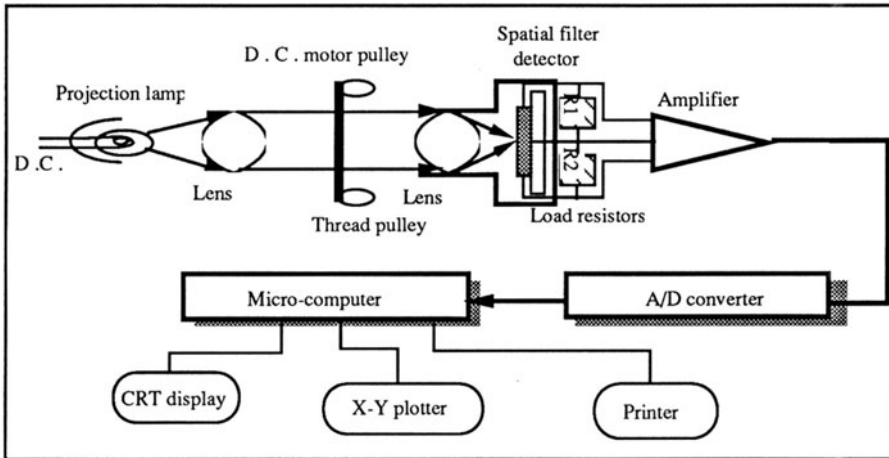 Spatial filter
detector
D . C . motor pulley
Projection lamp
Amplifier
R1
R2
D .C .
Lens
Lens
Thread pulley
Load resistors
Micro-computer
A/D converter
CRT display
X-Y plotter
Printer